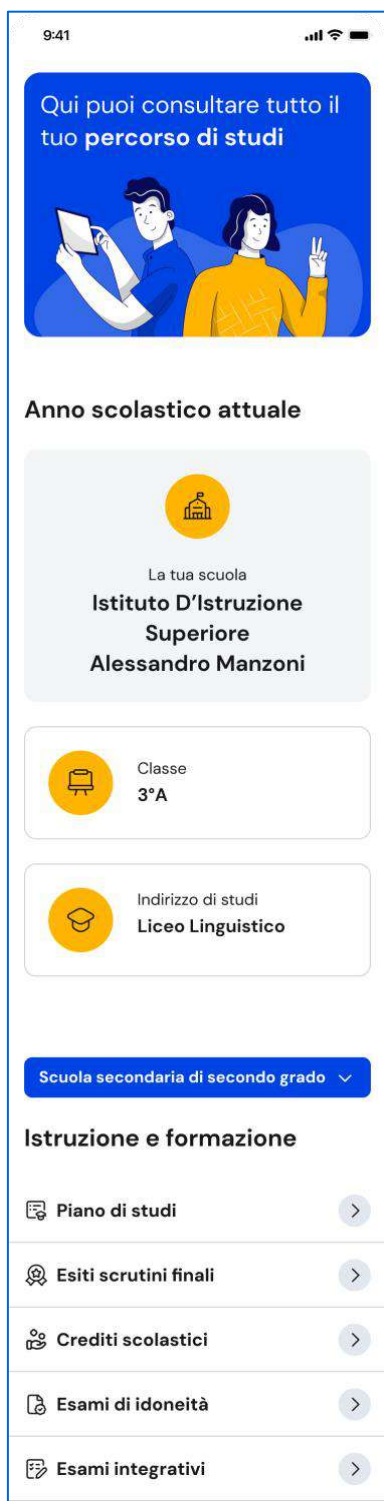 9:41
Qui puoi consultare tutto il
tuo percorso di studi
Anno scolastico attuale
La tua scuola
Istituto D’Istruzione
Superiore
Alessandro Manzoni
Classe
3°A
Indirizzo di studi
Liceo Linguistico
Scuola secondaria di secondo grado
Istruzione e formazione
Piano di studi
Esiti scrutini finali
Crediti scolastici
Esami di idoneità
Esami integrativi